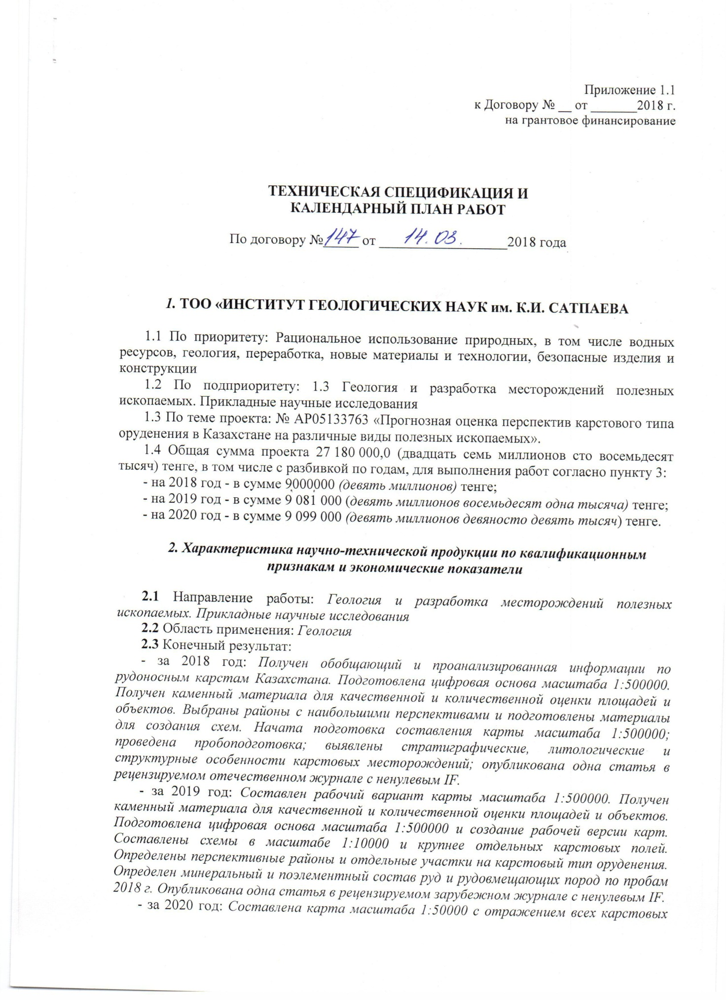 Приложение 1.1
к Договору № __ от _______2018 г.
на грантовое финансирование
ТЕХНИЧЕСКАЯ СПЕЦИФИКАЦИЯ И
КАЛЕНДАРНЫЙ ПЛАН РАБОТ
По договору № 147 от 14.03. 2018 года
1. ТОО «ИНСТИТУТ ГЕОЛОГИЧЕСКИХ НАУК им. К.И. САТПАЕВА
1.1 По приоритету: Рациональное использование природных, в том числе водных
ресурсов, геология, переработка, новые материалы и технологии, безопасные изделия и
конструкции
1.2 По подприоритету: 1.3 Геология и разработка месторождений полезных
ископаемых. Прикладные научные исследования
1.3 По теме проекта: № АР05133763 «Прогнозная оценка перспектив карстового типа
оруденения в Казахстане на различные виды полезных ископаемых».
1.4 Общая сумма проекта 27 180 000,0 (двадцать семь миллионов сто восемьдесят
тысяч) тенге, в том числе с разбивкой по годам, для выполнения работ согласно пункту 3:
- на 2018 год - в сумме 9000000 (девять миллионов) тенге;
- на 2019 год - в сумме 9 081 000 (девять миллионов восемьдесят одна тысяча) тенге;
- на 2020 год - в сумме 9 099 000 (девять миллионов девяносто девять тысяч) тенге.
2. Характеристика научно-технической продукции по квалификационным
признакам и экономические показатели
2.1 Направление работы: Геология и разработка месторождений полезных
ископаемых. Прикладные научные исследования
2.2 Область применения: Геология
2.3 Конечный результат:
- за 2018 год: Получен обобщающий и проанализированная информации по
рудоносным карстам Казахстана. Подготовлена цифровая основа масштаба 1:500000.
Получен каменный материала для качественной и количественной оценки площадей и
объектов. Выбраны районы с наибольшими перспективами и подготовлены материалы
для создания схем. Начата подготовка составления карты масштаба 1:500000;
проведена пробоподготовка; выявлены стратиграфические, литологические и
структурные особенности карстовых месторождений; опубликована одна статья в
рецензируемом отечественном журнале с ненулевым IF.
- за 2019 год: Составлен рабочий вариант карты масштаба 1:500000. Получен
каменный материала для качественной и количественной оценки площадей и объектов.
Подготовлена цифровая основа масштаба 1:500000 и создание рабочей версии карт.
Составлены схемы в масштабе 1:10000 и крупнее отдельных карстовых полей.
Определены перспективные районы и отдельные участки на карстовый тип оруденения.
Определен минеральный и поэлементный состав руд и рудовмещающих пород по пробам
2018 г. Опубликована одна статья в рецензируемом зарубежном журнале с ненулевым IF.
- за 2020 год: Составлена карта масштаба 1:50000 с отражением всех карстовых